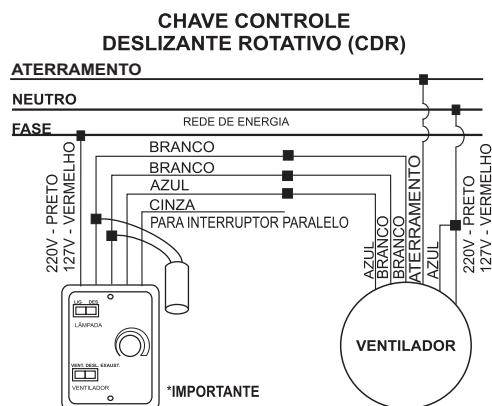 CHAVE CONTROLE
DESLIZANTE ROTATIVO (CDR)
ATERRAMENTO
NEUTRO
REDE DE ENERGIA
FASE
BRANCO
BRANCO
AZUL
CINZA
PARA INTERRUPTOR PARALELO
220V - PRETO
127V - VERMELHO
AZUL
BRANCO
BRANCO
ATERRAMENTO
AZUL
220V - PRETO
127V - VERMELHO
LIG DES
LÂMPADA
VENT. DESL. EXAUST.
VENTILADOR
*IMPORTANTE
VENTILADOR